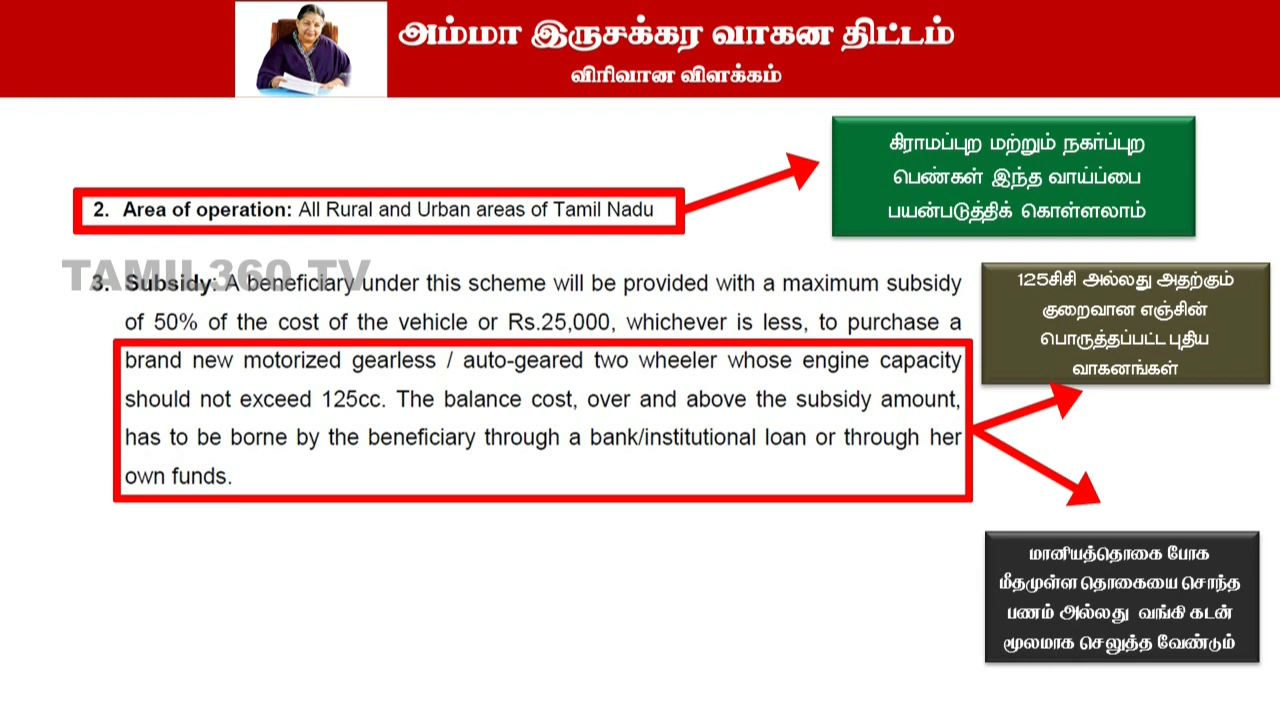 அம்மா இருசக்கர வாகன திட்டம்
விரிவான விளக்கம்
2. Area of operation: All Rural and Urban areas of Tamil Nadu
கிராமப்புற மற்றும் நகர்ப்புற
பெண்கள் இந்த வாய்ப்பை
பயன்படுத்திக் கொள்ளலாம்
TAMIL360 TV
3. Subsidy: A beneficiary under this scheme will be provided with a maximum subsidy
of 50% of the cost of the vehicle or Rs.25,000, whichever is less, to purchase a
brand new motorized gearless / auto-geared two wheeler whose engine capacity
should not exceed 125cc. The balance cost, over and above the subsidy amount,
has to be borne by the beneficiary through a bank/institutional loan or through her
own funds.
125சிசி அல்லது அதற்கும்
குறைவான எஞ்சின்
பொருத்தப்பட்ட புதிய
வாகனங்கள்
மானியத்தொகை போக
மீதமுள்ள தொகையை சொந்த
பணம் அல்லது வங்கி கடன்
மூலமாக செலுத்த வேண்டும்